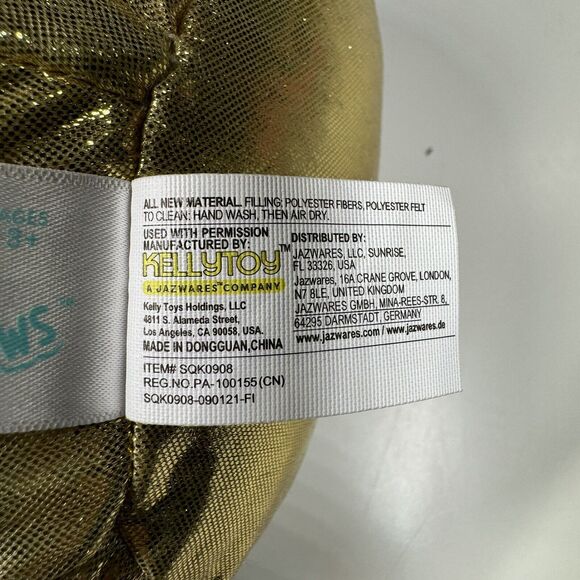 AGES
3+
ALL NEW MATERIAL. FILLING: POLYESTER FIBERS, POLYESTER FELT
TO CLEAN: HAND WASH, THEN AIR DRY.
USED WITH PERMISSION
MANUFACTURED BY:
KELLYTOY™
A JAZWARES™ COMPANY
Kelly Toys Holdings, LLC
4811 S. Alameda Street,
Los Angeles, CA 90058, USA.
MADE IN DONGGUAN,CHINA
DISTRIBUTED BY:
JAZWARES, LLC, SUNRISE,
FL 33326, USA
Jazwares, 16A CRANE GROVE, LONDON,
N7 8LE, UNITED KINGDOM
JAZWARES GMBH, MINA-REES-STR. 8,
64295 DARMSTADT, GERMANY
www.jazwares.com / www.jazwares.de
ITEM# SQK0908
REG.NO.PA-100155(CN)
SQK0908-090121-FI